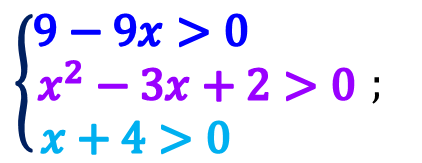 9 − 9x > 0
x² − 3x + 2 > 0 ;
x + 4 > 0